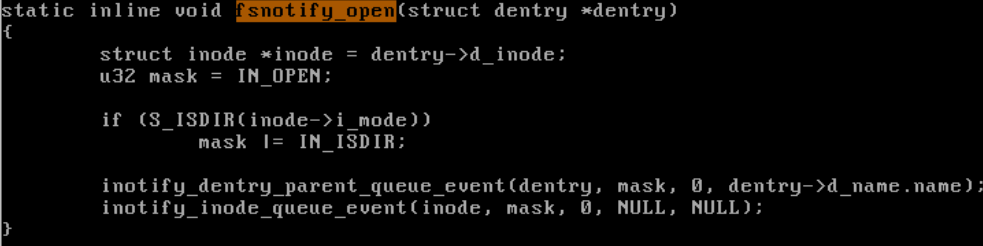 static inline void fsnotify_open(struct dentry *dentry)
{
        struct inode *inode = dentry->d_inode;
        u32 mask = IN_OPEN;

        if (S_ISDIR(inode->i_mode))
                mask |= IN_ISDIR;

        inotify_dentry_parent_queue_event(dentry, mask, 0, dentry->d_name.name);
        inotify_inode_queue_event(inode, mask, 0, NULL, NULL);
}